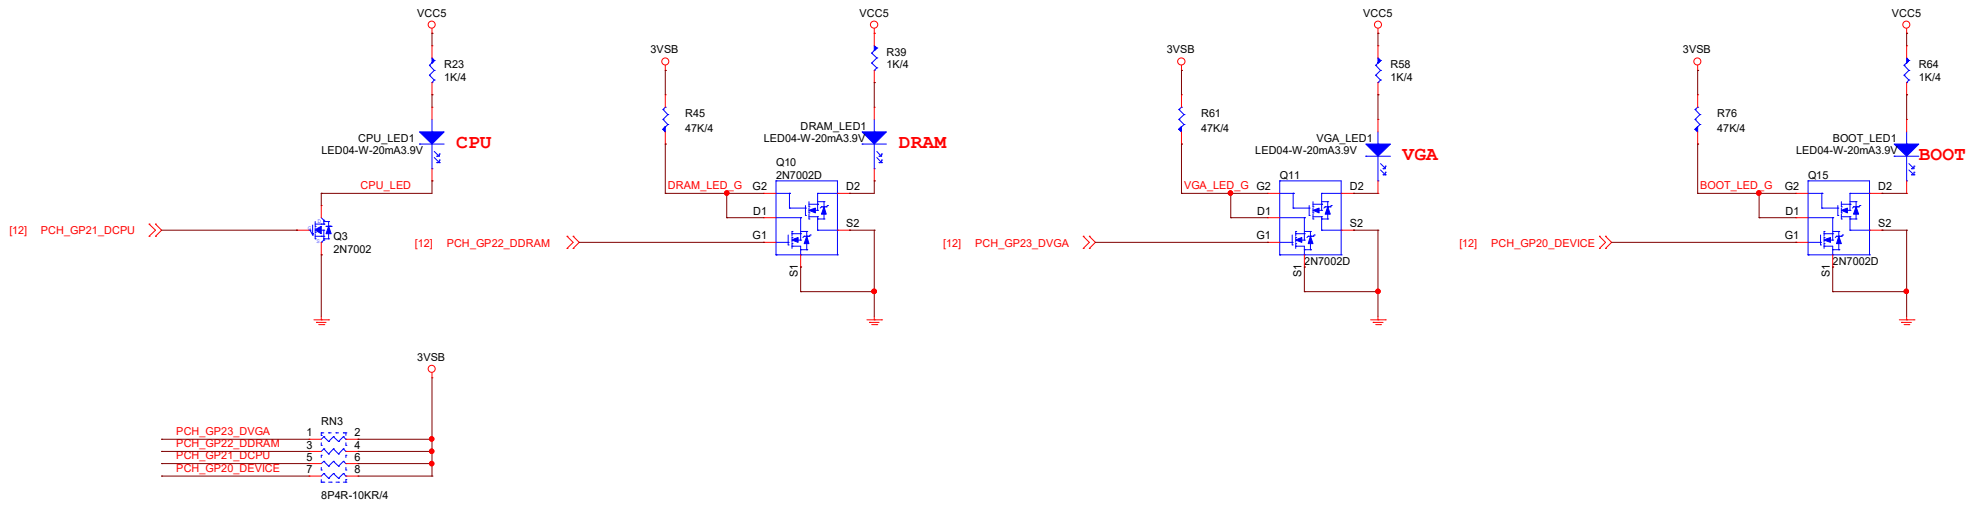 VCC5
R23
1K/4
CPU_LED1
LED04-W-20mA3.9V
CPU
CPU_LED
[12] PCH_GP21_DCPU
Q3
2N7002
3VSB
R45
47K/4
VCC5
R39
1K/4
DRAM_LED1
LED04-W-20mA3.9V
DRAM
Q10
2N7002D
DRAM_LED_G
G2
D2
D1
S2
G1
S1
[12] PCH_GP22_DDRAM
3VSB
R61
47K/4
VCC5
R58
1K/4
VGA_LED1
LED04-W-20mA3.9V
VGA
Q11
VGA_LED_G
G2
D2
D1
S2
G1
S1
2N7002D
[12] PCH_GP23_DVGA
3VSB
R76
47K/4
VCC5
R64
1K/4
BOOT_LED1
LED04-W-20mA3.9V
BOOT
Q15
BOOT_LED_G
G2
D2
D1
S2
G1
S1
2N7002D
[12] PCH_GP20_DEVICE
3VSB
RN3
PCH_GP23_DVGA 1 2
PCH_GP22_DDRAM 3 4
PCH_GP21_DCPU 5 6
PCH_GP20_DEVICE 7 8
8P4R-10KR/4